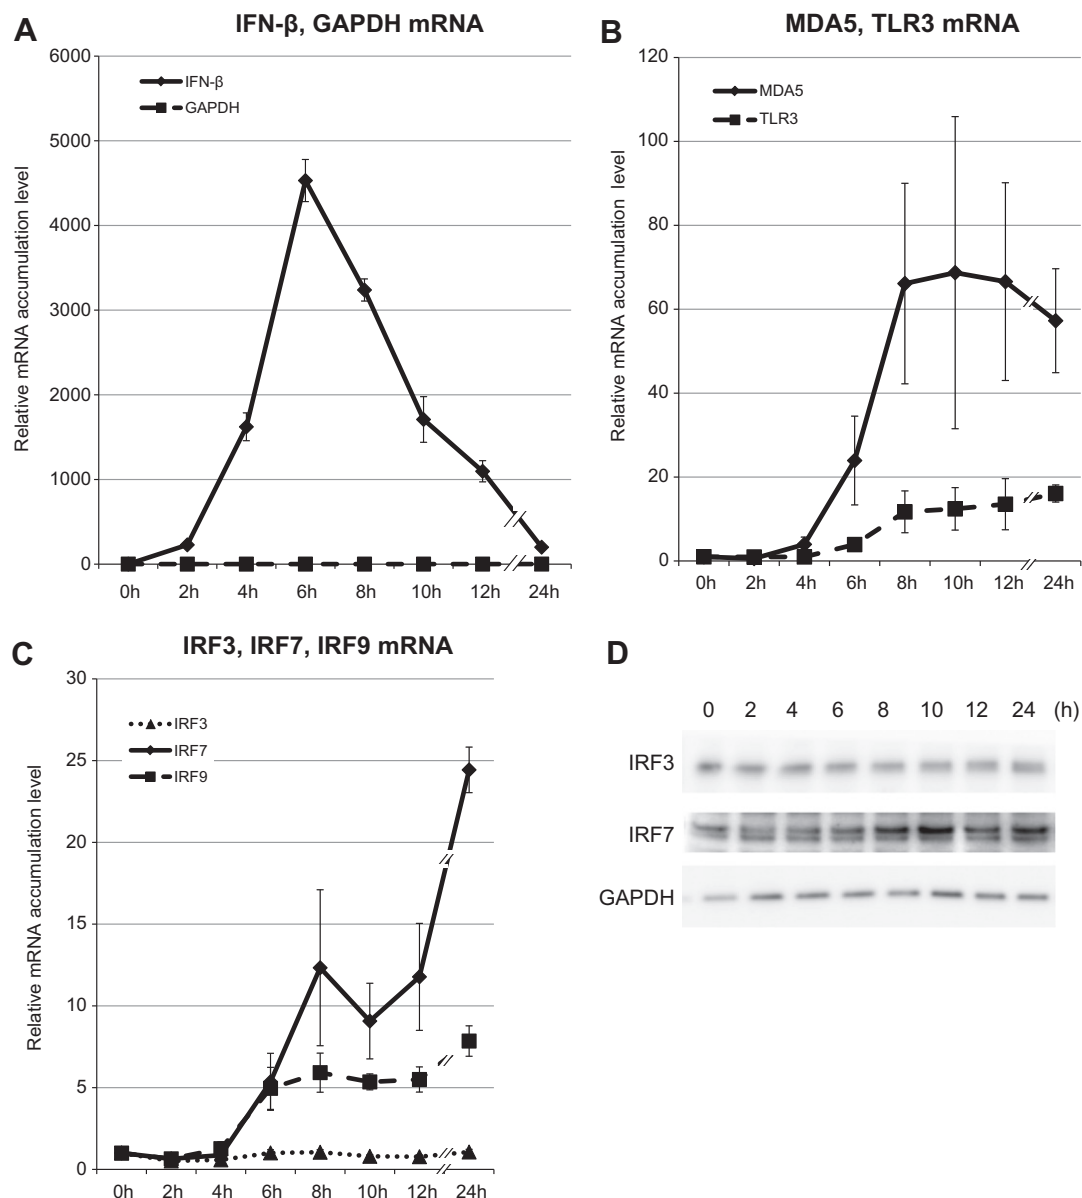 A
IFN-β, GAPDH mRNA
Relative mRNA accumulation level
6000
5000
4000
3000
2000
1000
0
IFN-β
GAPDH
0h 2h 4h 6h 8h 10h 12h 24h
B
MDA5, TLR3 mRNA
Relative mRNA accumulation level
120
100
80
60
40
20
0
MDA5
TLR3
0h 2h 4h 6h 8h 10h 12h 24h
C
IRF3, IRF7, IRF9 mRNA
Relative mRNA accumulation level
30
25
20
15
10
5
0
IRF3
IRF7
IRF9
0h 2h 4h 6h 8h 10h 12h 24h
D
0 2 4 6 8 10 12 24 (h)
IRF3
IRF7
GAPDH